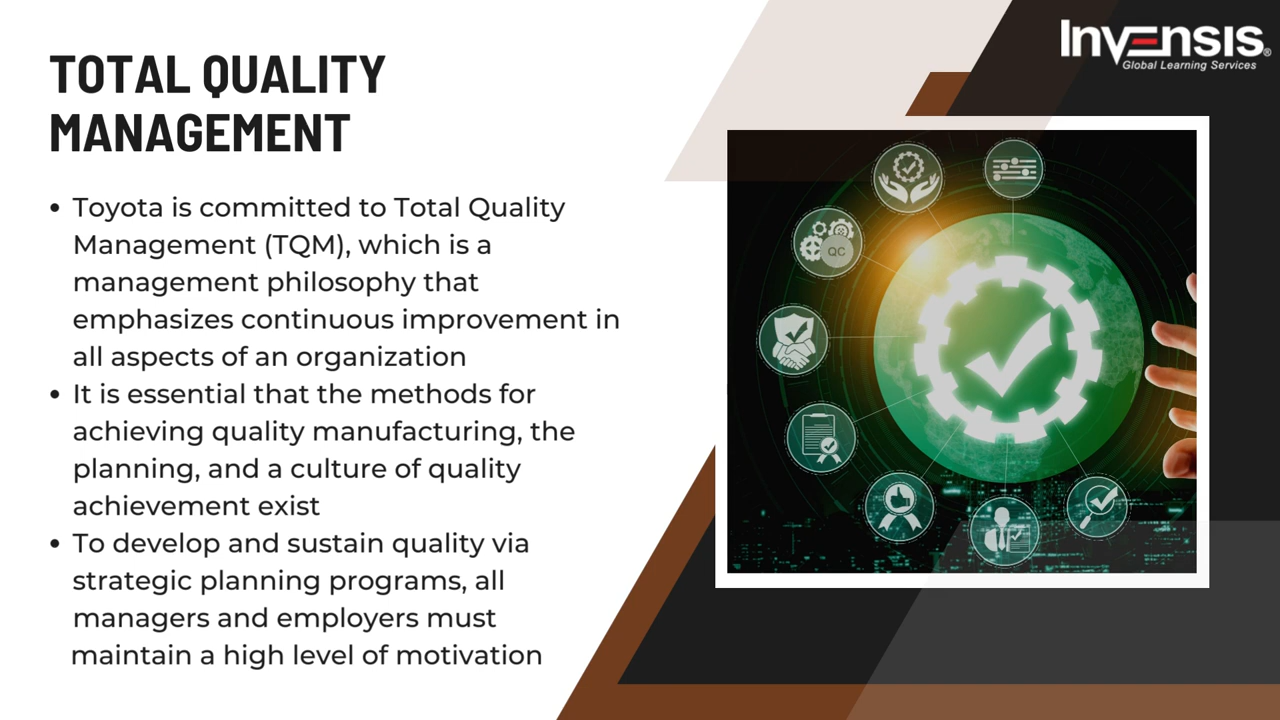 TOTAL QUALITY
MANAGEMENT
• Toyota is committed to Total Quality
Management (TQM), which is a
management philosophy that
emphasizes continuous improvement in
all aspects of an organization
• It is essential that the methods for
achieving quality manufacturing, the
planning, and a culture of quality
achievement exist
• To develop and sustain quality via
strategic planning programs, all
managers and employers must
maintain a high level of motivation
Invensis®
Global Learning Services
QC